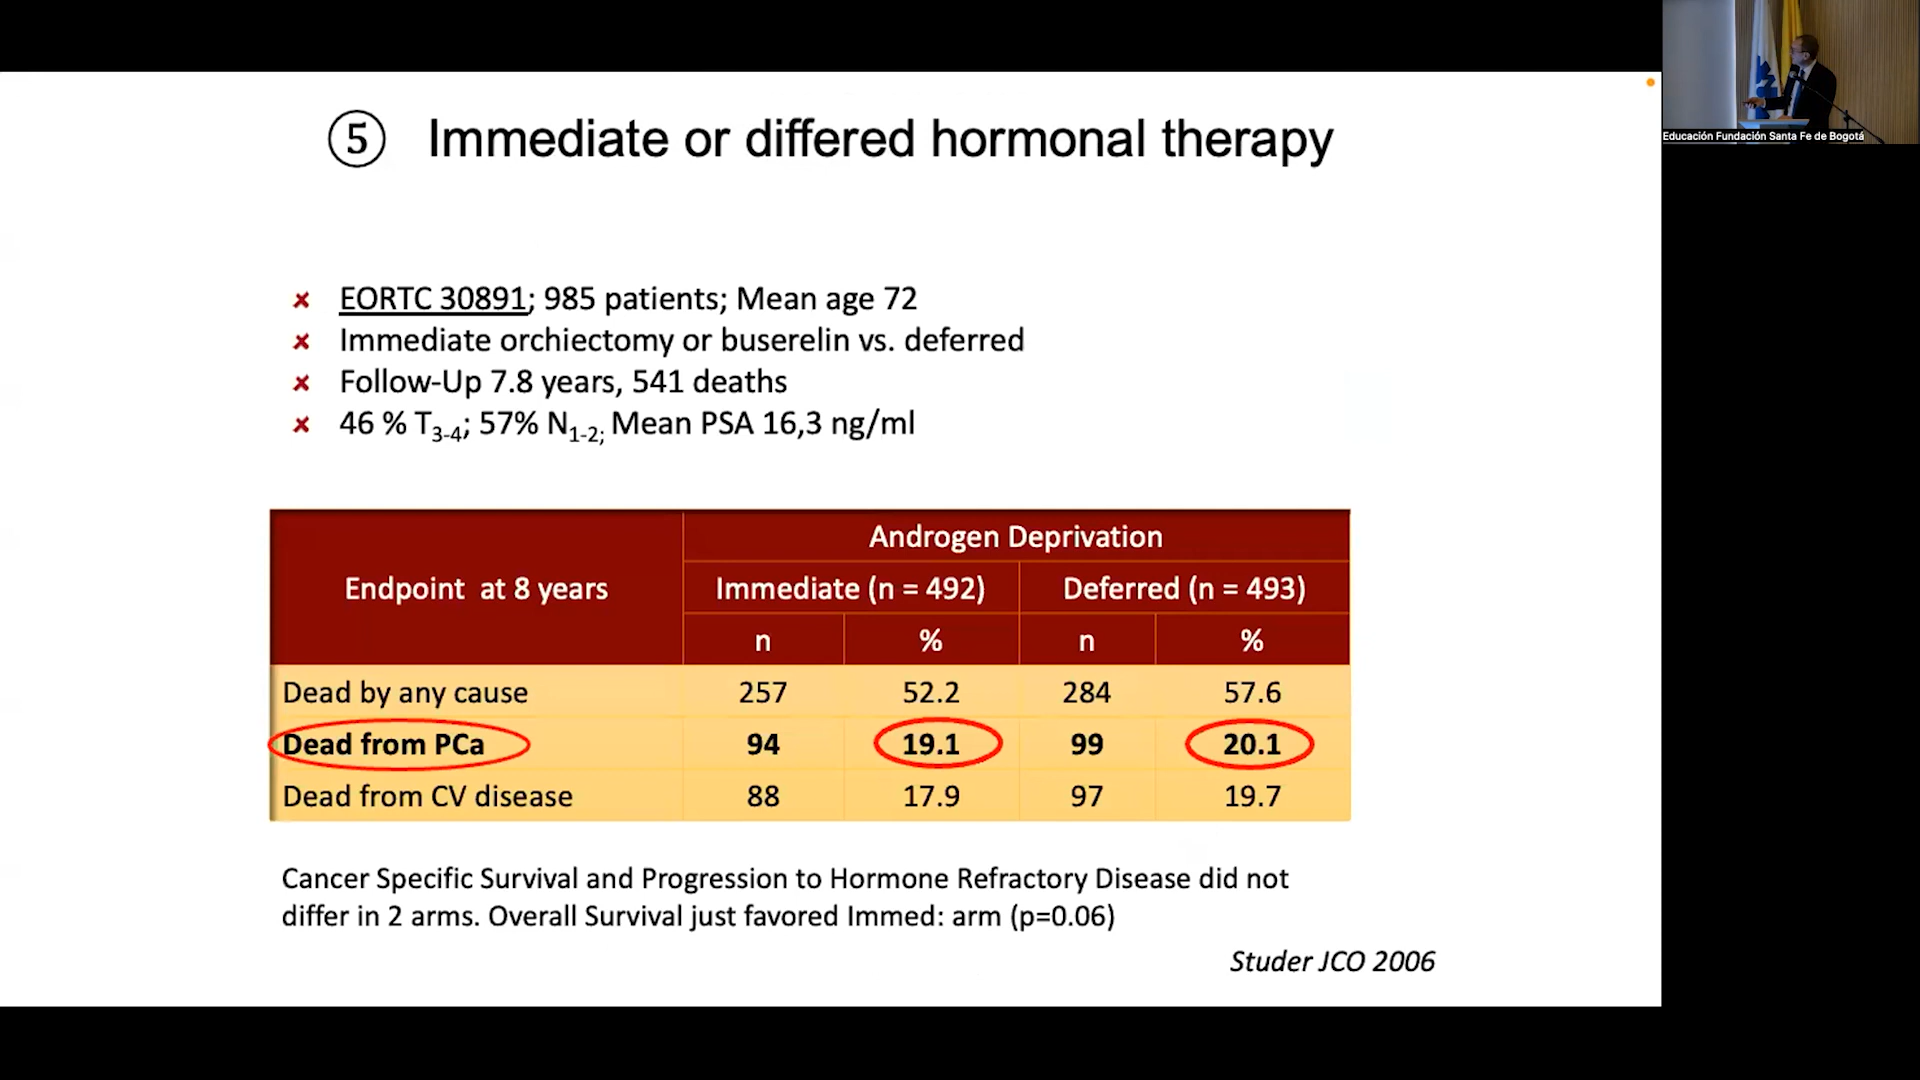 ⑤ Immediate or differed hormonal therapy
Educación Fundación Santa Fe de Bogotá
× EORTC 30891; 985 patients; Mean age 72
× Immediate orchiectomy or buserelin vs. deferred
× Follow-Up 7.8 years, 541 deaths
× 46 % T3-4; 57% N1-2; Mean PSA 16,3 ng/ml
Androgen Deprivation
Endpoint at 8 years Immediate (n = 492) Deferred (n = 493)
n % n %
Dead by any cause 257 52.2 284 57.6
Dead from PCa 94 19.1 99 20.1
Dead from CV disease 88 17.9 97 19.7
Cancer Specific Survival and Progression to Hormone Refractory Disease did not
differ in 2 arms. Overall Survival just favored Immed: arm (p=0.06)
Studer JCO 2006